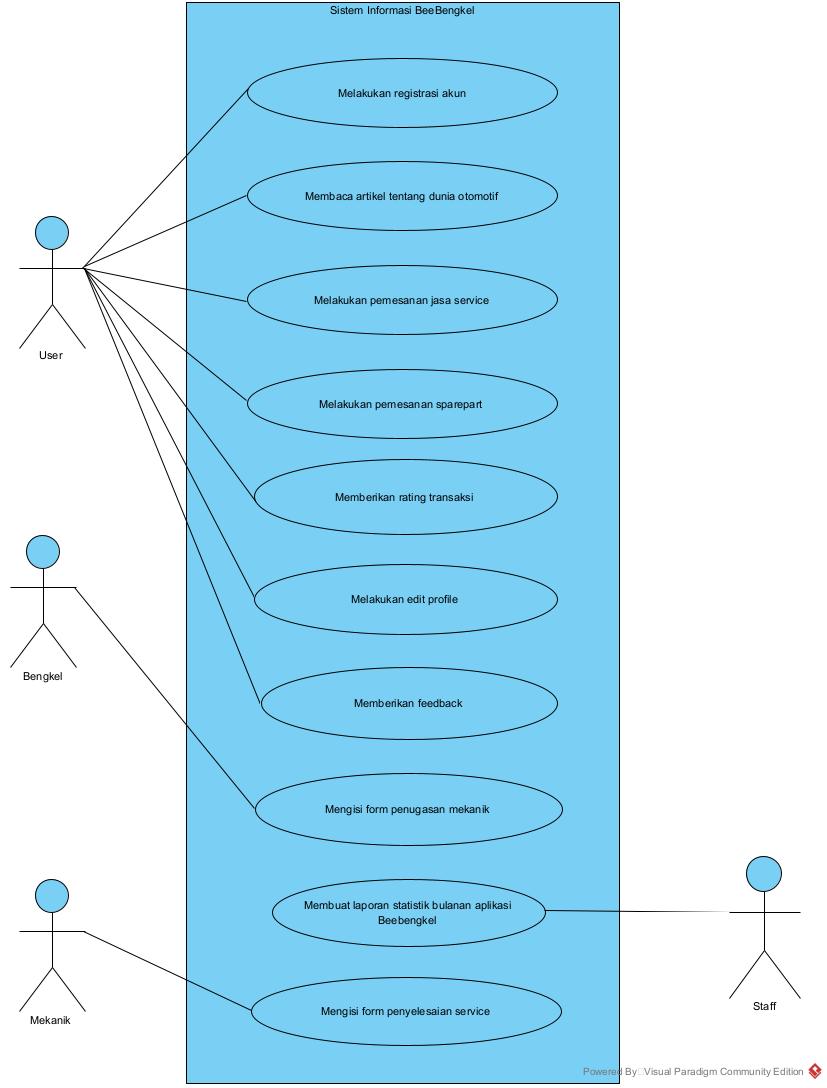 Sistem Informasi BeeBengkel
Melakukan registrasi akun
Membaca artikel tentang dunia otomotif
Melakukan pemesanan jasa service
User
Melakukan pemesanan sparepart
Memberikan rating transaksi
Melakukan edit profile
Bengkel
Memberikan feedback
Mengisi form penugasan mekanik
Membuat laporan statistik bulanan aplikasi
Beebengkel
Mengisi form penyelesaian service
Mekanik
Staff
Powered By Visual Paradigm Community Edition